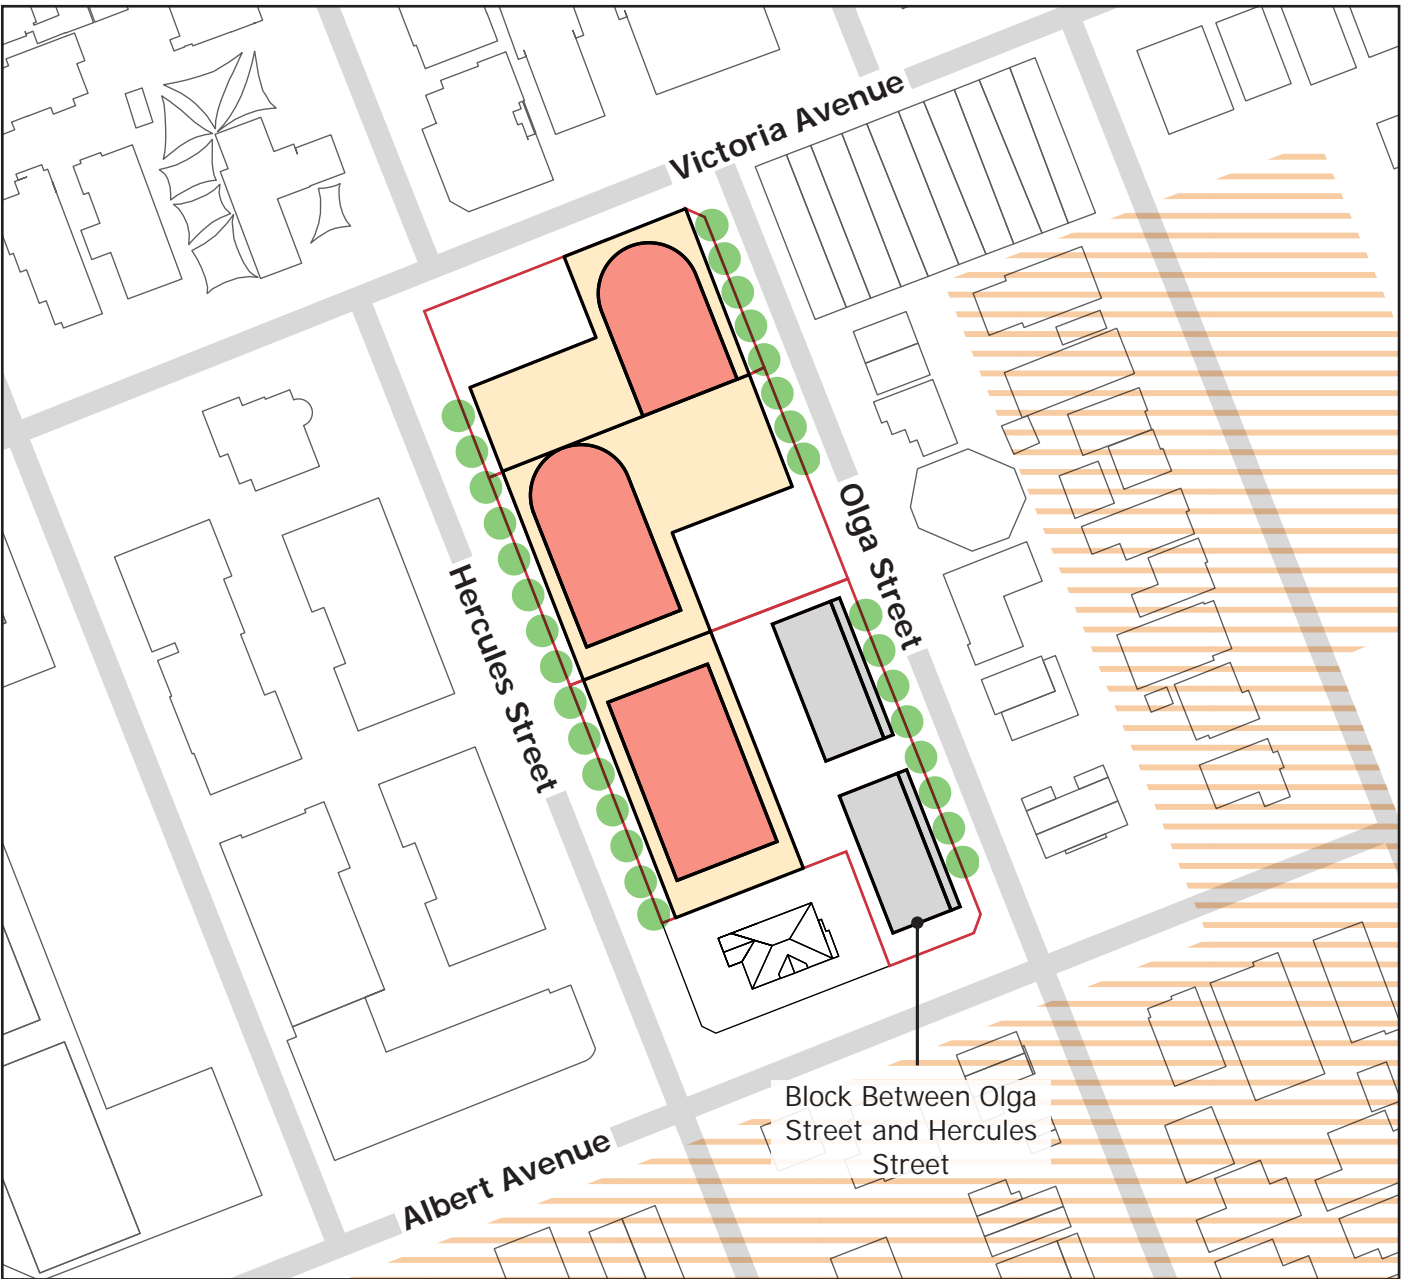 Victoria Avenue
Olga Street
Hercules Street
Block Between Olga
Street and Hercules
Street
Albert Avenue